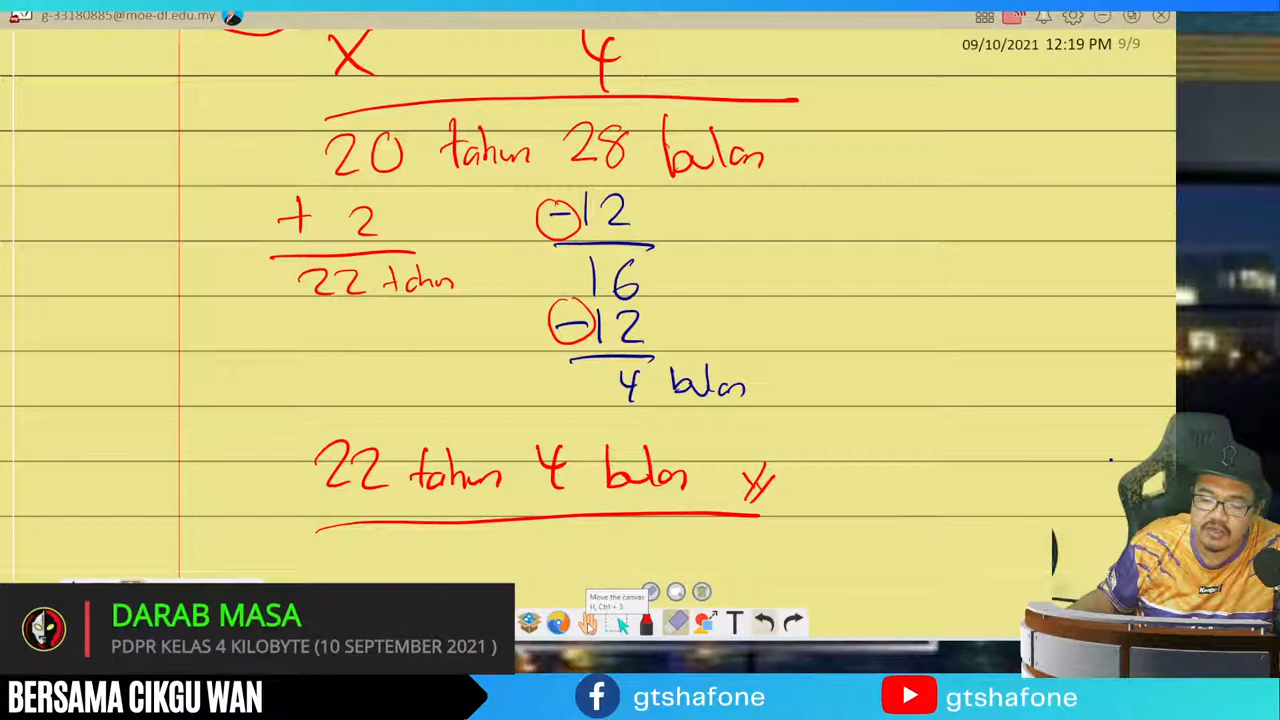 g-33180885@moe-dl.edu.my
09/10/2021 12:19 PM 9/9
X 4
20 tahun 28 bulan
+ 2 -12
22 tahun 16
-12
4 bulan
22 tahun 4 bulan
Move the canvas
H, Ctrl + 3
T
DARAB MASA
PDPR KELAS 4 KILOBYTE (10 SEPTEMBER 2021 )
BERSAMA CIKGU WAN
gtshafone
gtshafone